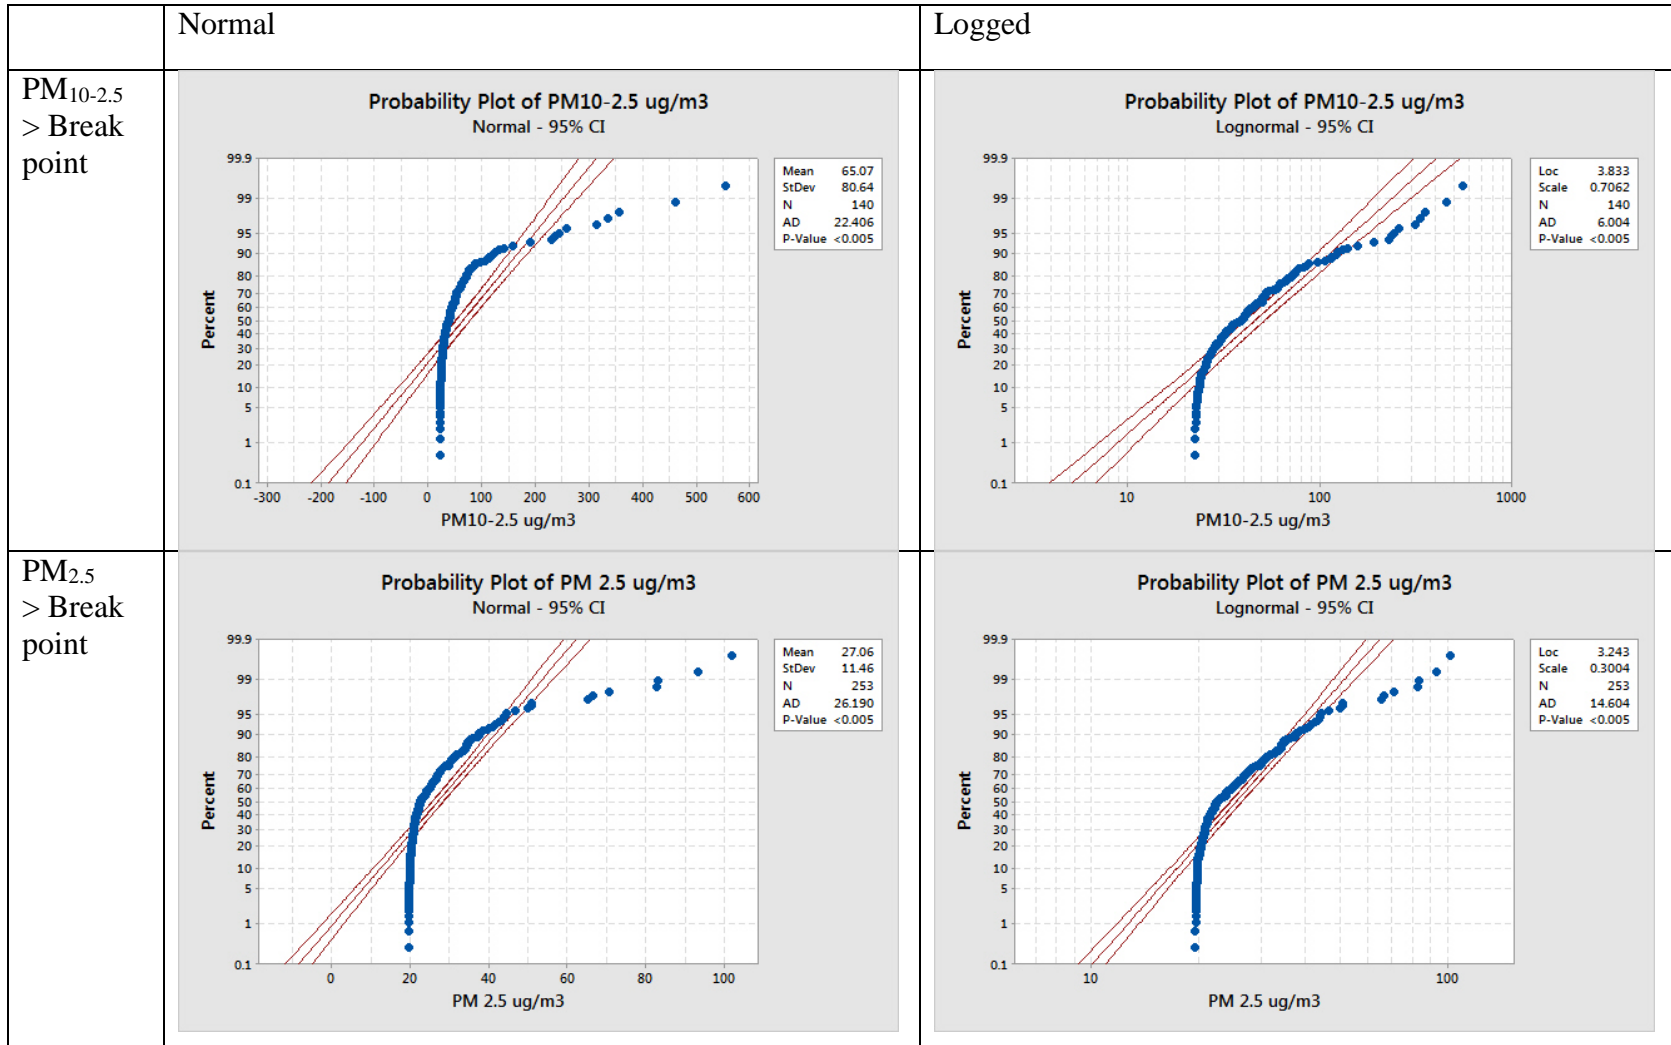 Normal
Logged
PM10-2.5
> Break
point
Probability Plot of PM10-2.5 ug/m3
Normal - 95% CI
99.9
99
95
90
80
70
60
50
40
30
20
10
5
1
0.1
Percent
-300 -200 -100 0 100 200 300 400 500 600
PM10-2.5 ug/m3
Mean 65.07
StDev 80.64
N 140
AD 22.406
P-Value <0.005
Probability Plot of PM10-2.5 ug/m3
Lognormal - 95% CI
99.9
99
95
90
80
70
60
50
40
30
20
10
5
1
0.1
Percent
10 100 1000
PM10-2.5 ug/m3
Loc 3.833
Scale 0.7062
N 140
AD 6.004
P-Value <0.005
PM2.5
> Break
point
Probability Plot of PM 2.5 ug/m3
Normal - 95% CI
99.9
99
95
90
80
70
60
50
40
30
20
10
5
1
0.1
Percent
0 20 40 60 80 100
PM 2.5 ug/m3
Mean 27.06
StDev 11.46
N 253
AD 26.190
P-Value <0.005
Probability Plot of PM 2.5 ug/m3
Lognormal - 95% CI
99.9
99
95
90
80
70
60
50
40
30
20
10
5
1
0.1
Percent
10 100
PM 2.5 ug/m3
Loc 3.243
Scale 0.3004
N 253
AD 14.604
P-Value <0.005